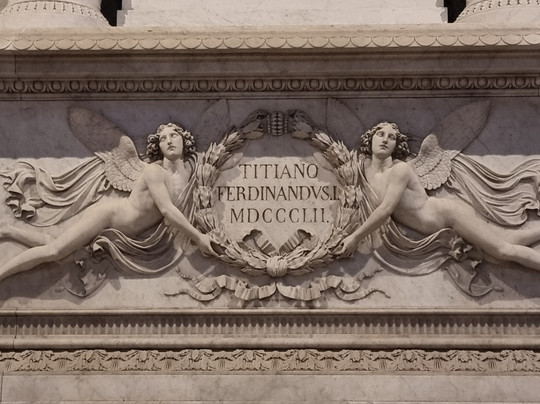 TITIANO
FERDINANDVS.I.
MDCCCLII.